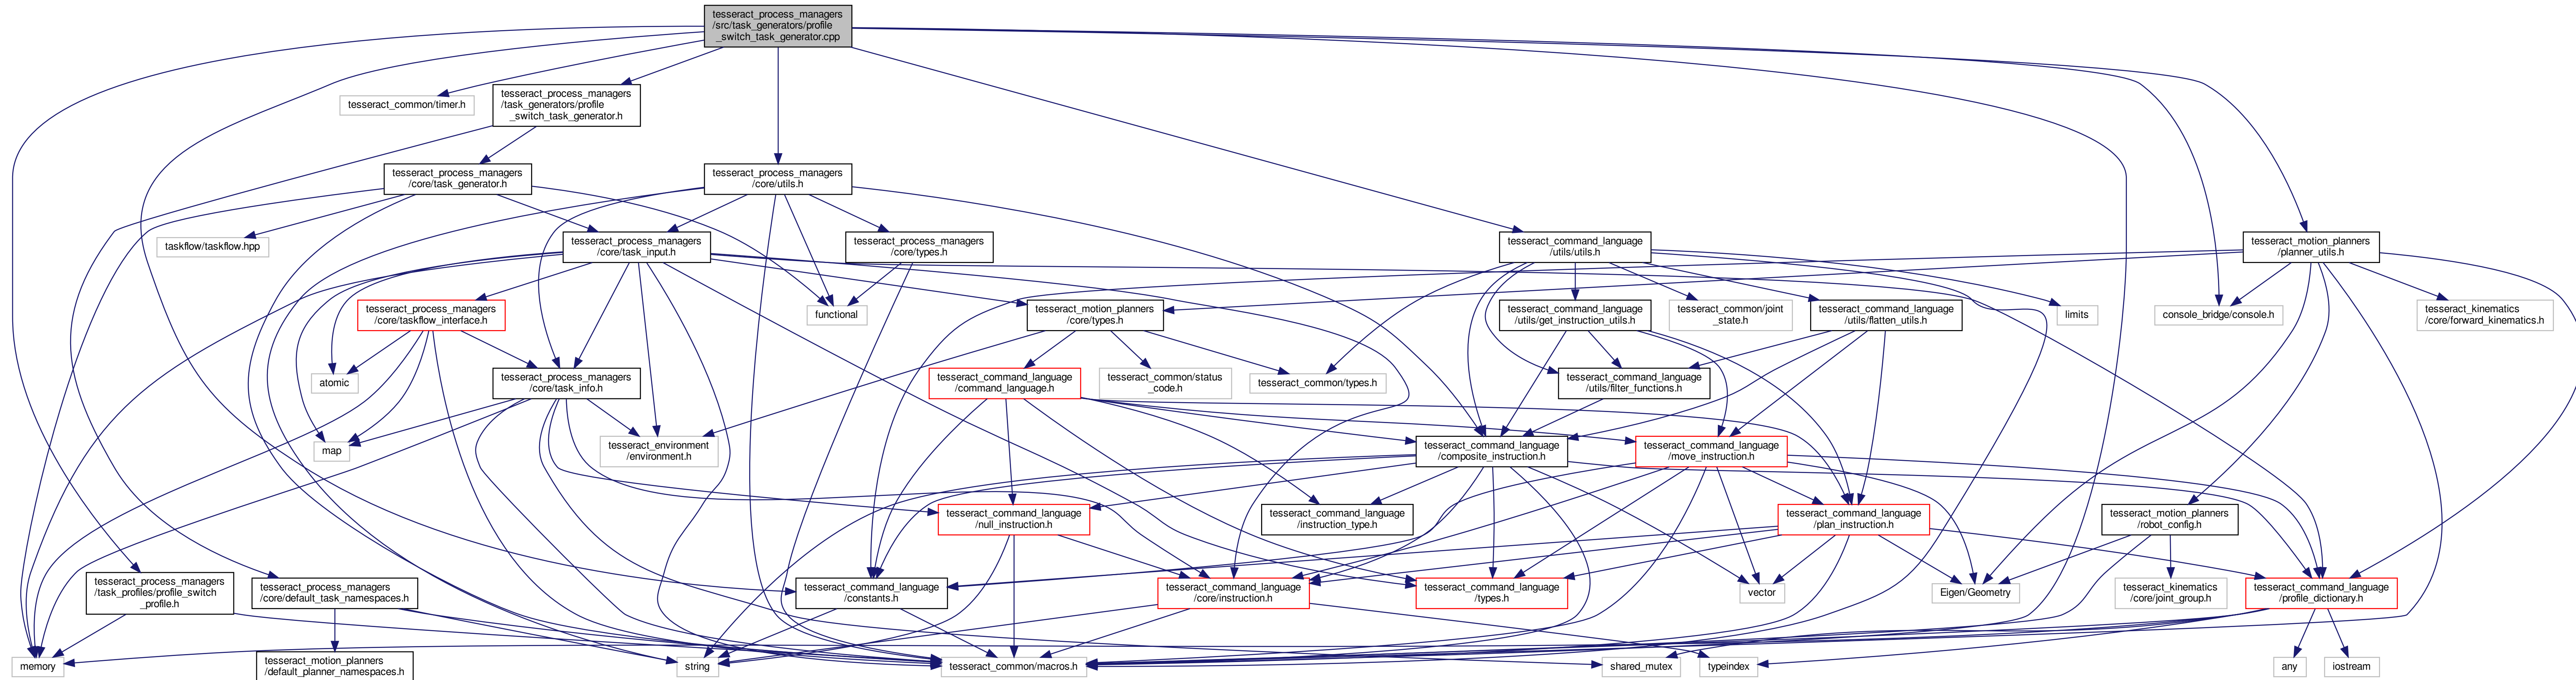 tesseract_process_managers
/src/task_generators/profile
_switch_task_generator.cpp
tesseract_common/timer.h
tesseract_process_managers
/task_generators/profile
_switch_task_generator.h
tesseract_process_managers
/core/task_generator.h
tesseract_process_managers
/core/utils.h
taskflow/taskflow.hpp
tesseract_process_managers
/core/task_input.h
tesseract_process_managers
/core/types.h
tesseract_command_language
/utils/utils.h
tesseract_motion_planners
/planner_utils.h
tesseract_process_managers
/core/taskflow_interface.h
functional
tesseract_motion_planners
/core/types.h
tesseract_command_language
/utils/get_instruction_utils.h
tesseract_common/joint
_state.h
tesseract_command_language
/utils/flatten_utils.h
limits
console_bridge/console.h
tesseract_kinematics
/core/forward_kinematics.h
atomic
tesseract_process_managers
/core/task_info.h
tesseract_command_language
/command_language.h
tesseract_common/status
_code.h
tesseract_common/types.h
tesseract_command_language
/utils/filter_functions.h
map
tesseract_environment
/environment.h
tesseract_command_language
/composite_instruction.h
tesseract_command_language
/move_instruction.h
tesseract_command_language
/null_instruction.h
tesseract_command_language
/instruction_type.h
tesseract_command_language
/plan_instruction.h
tesseract_motion_planners
/robot_config.h
tesseract_process_managers
/task_profiles/profile_switch
_profile.h
tesseract_process_managers
/core/default_task_namespaces.h
tesseract_command_language
/constants.h
tesseract_command_language
/core/instruction.h
tesseract_command_language
/types.h
vector
Eigen/Geometry
tesseract_kinematics
/core/joint_group.h
tesseract_command_language
/profile_dictionary.h
memory
tesseract_motion_planners
/default_planner_namespaces.h
string
tesseract_common/macros.h
shared_mutex
typeindex
any
iostream